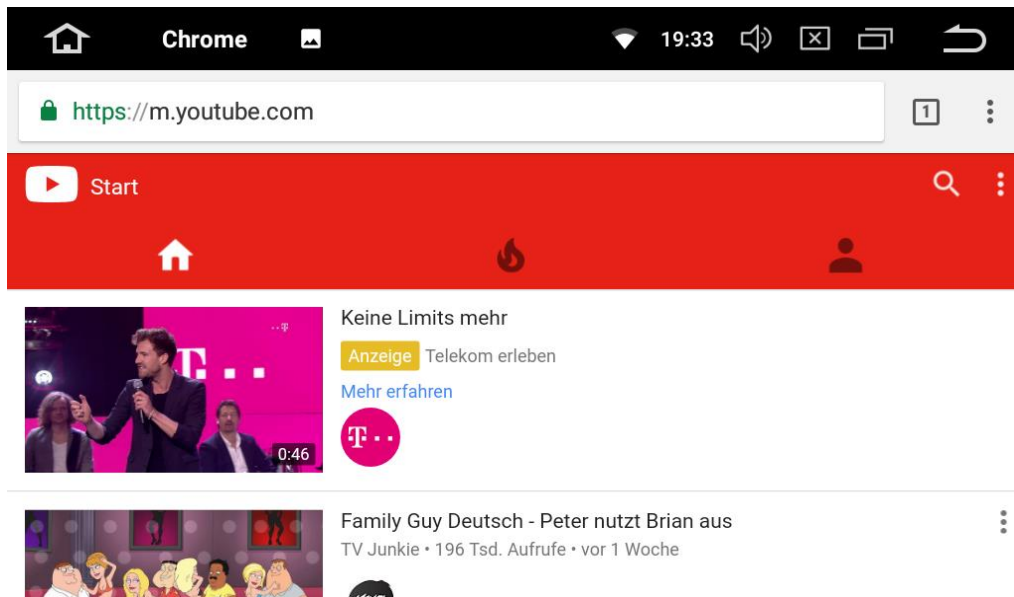 Chrome
19:33
https://m.youtube.com
1
Start
Keine Limits mehr
Anzeige Telekom erleben
Mehr erfahren
T
T
T
0:46
Family Guy Deutsch - Peter nutzt Brian aus
TV Junkie • 196 Tsd. Aufrufe • vor 1 Woche